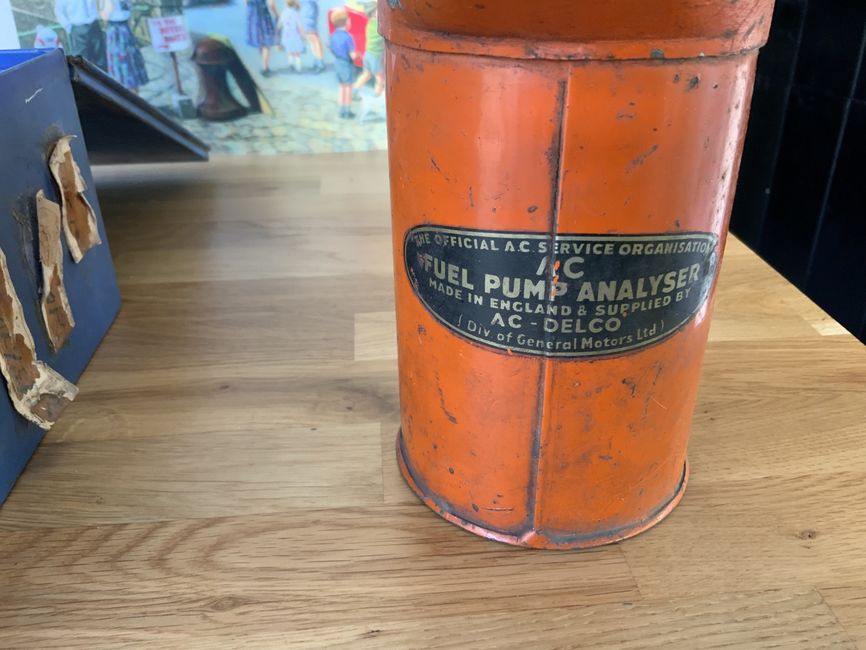 THE OFFICIAL A.C. SERVICE ORGANISATION
AC
FUEL PUMP ANALYSER
MADE IN ENGLAND & SUPPLIED BY
AC-DELCO
(Div. of General Motors Ltd)